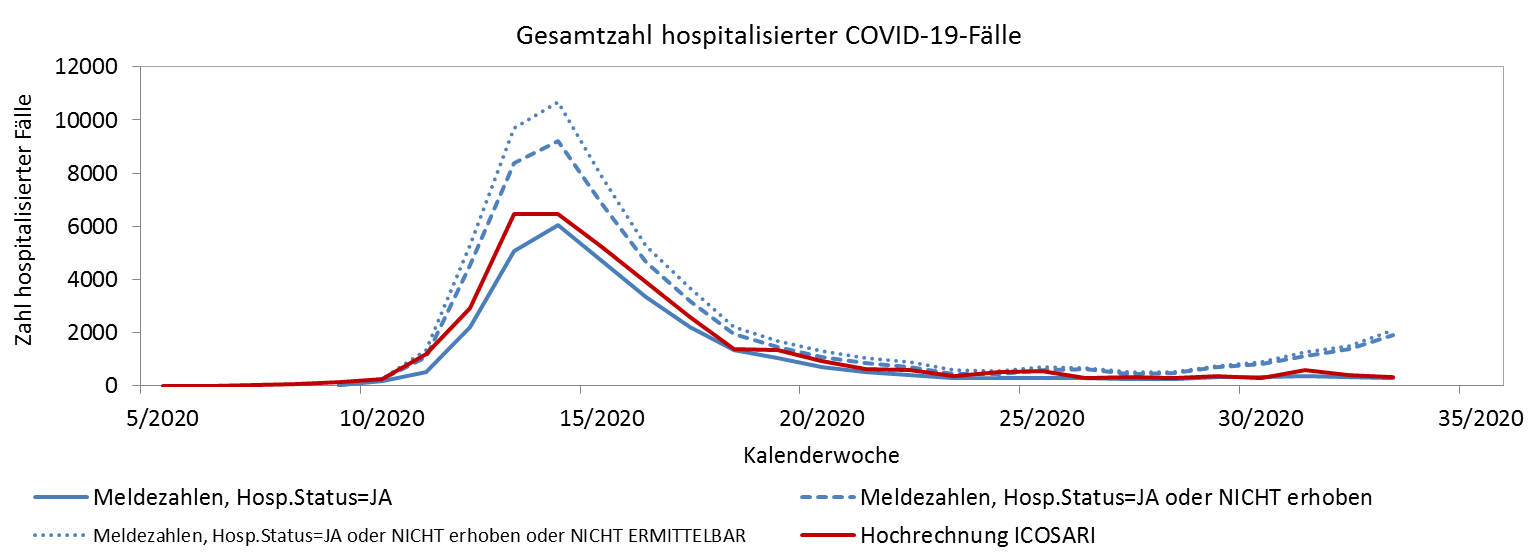 Gesamtzahl hospitalisierter COVID-19-Fälle
Zahl hospitalisierter Fälle
12000
10000
8000
6000
4000
2000
0
5/2020 10/2020 15/2020 20/2020 25/2020 30/2020 35/2020
Kalenderwoche
Meldezahlen, Hosp.Status=JA
Meldezahlen, Hosp.Status=JA oder NICHT erhoben
Meldezahlen, Hosp.Status=JA oder NICHT erhoben oder NICHT ERMITTELBAR
Hochrechnung ICOSARI